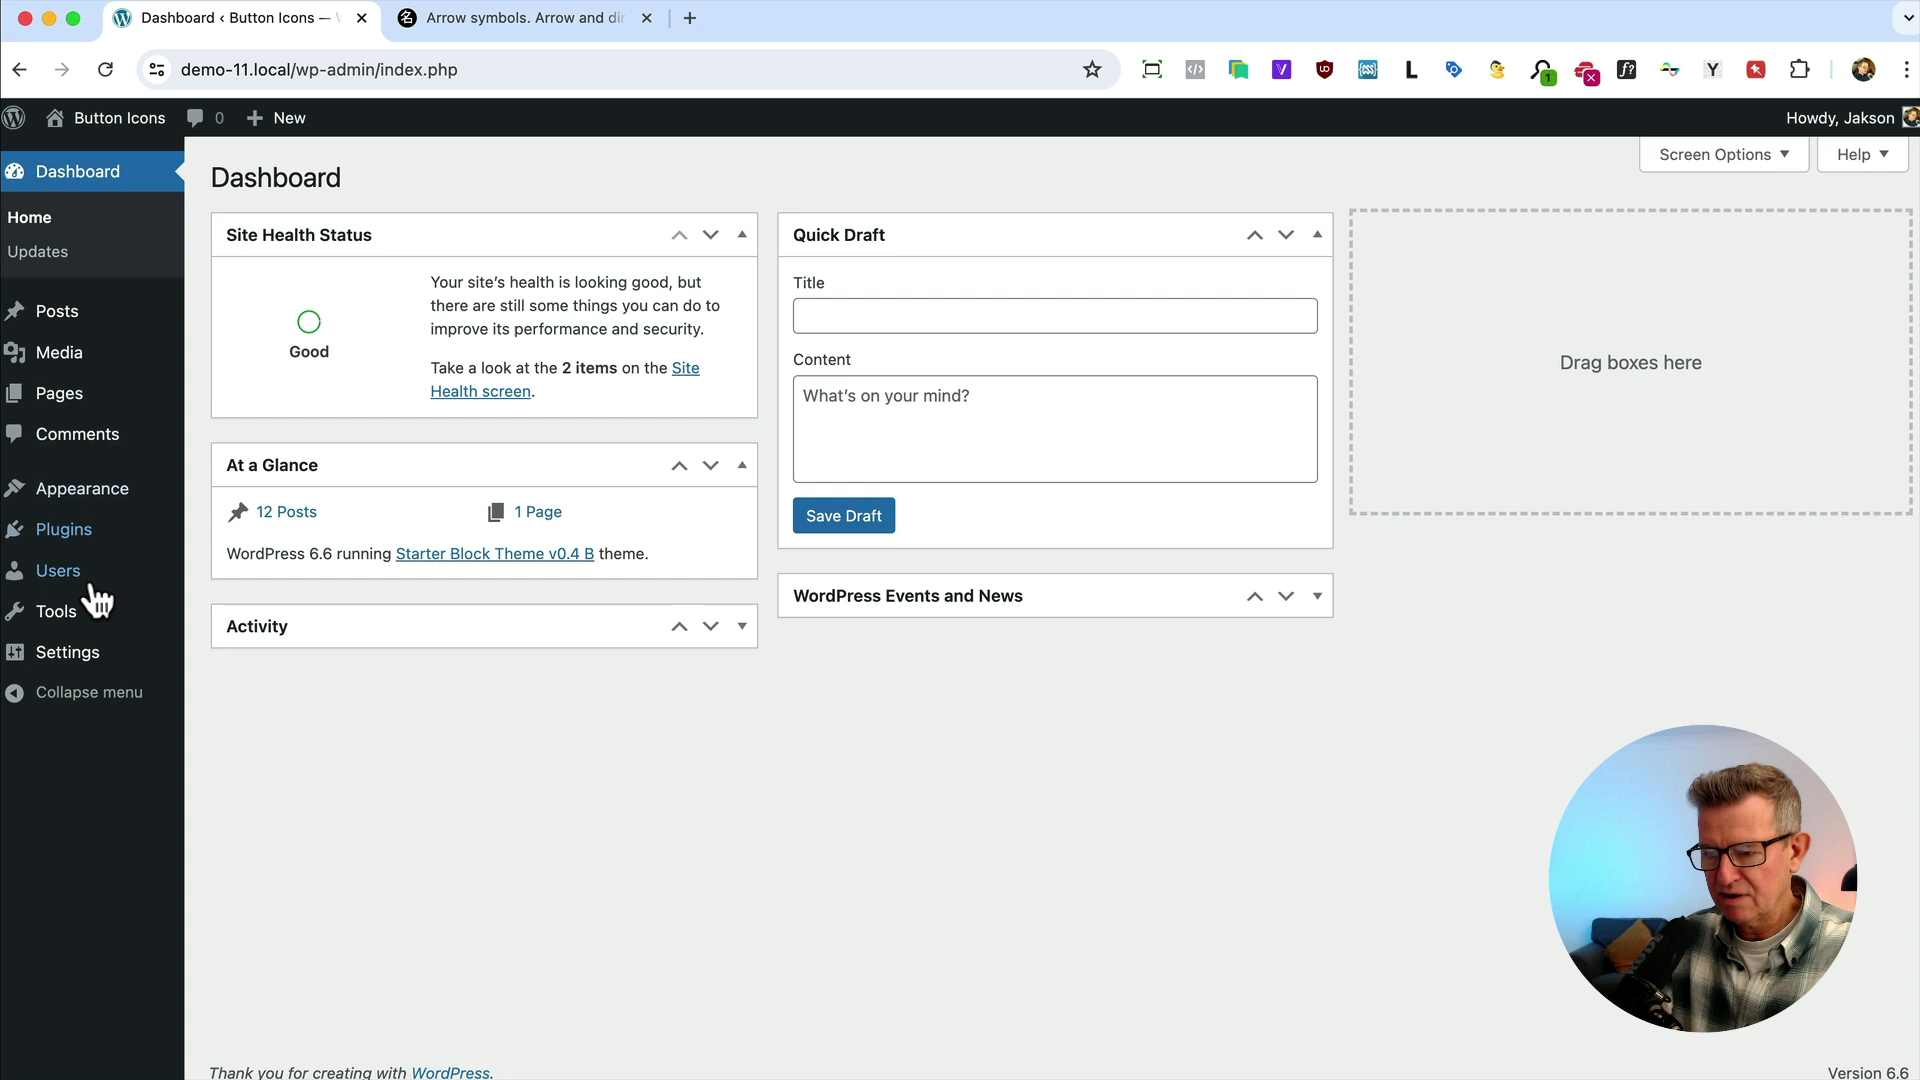 Dashboard ‹ Button Icons —
Arrow symbols. Arrow and di
demo-11.local/wp-admin/index.php
Button Icons
0
New
Howdy, Jakson
Dashboard
Home
Updates
Posts
Media
Pages
Comments
Appearance
Plugins
Users
Tools
Settings
Collapse menu
Screen Options
Help
Dashboard
Site Health Status
Good
Your site's health is looking good, but
there are still some things you can do to
improve its performance and security.
Take a look at the 2 items on the Site
Health screen.
At a Glance
12 Posts
1 Page
WordPress 6.6 running Starter Block Theme v0.4 B theme.
Activity
Quick Draft
Title
Content
What's on your mind?
Save Draft
WordPress Events and News
Drag boxes here
Thank you for creating with WordPress.
Version 6.6